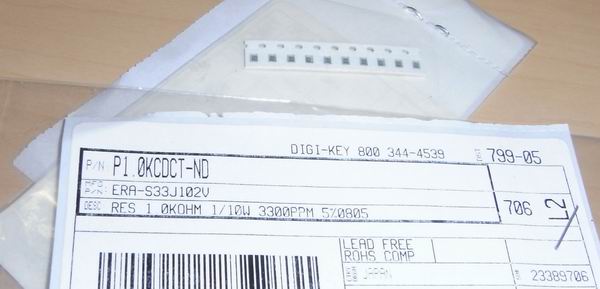 DIGI-KEY 800 344-4539
799-05
P/N: P1.0KCDCT-ND
MFG P/N: ERA-S33J102V
DESC RES 1.0KOHM 1/10W 3300PPM 5%0805
706 L2
LEAD FREE
ROHS COMP
JAPAN
23389706